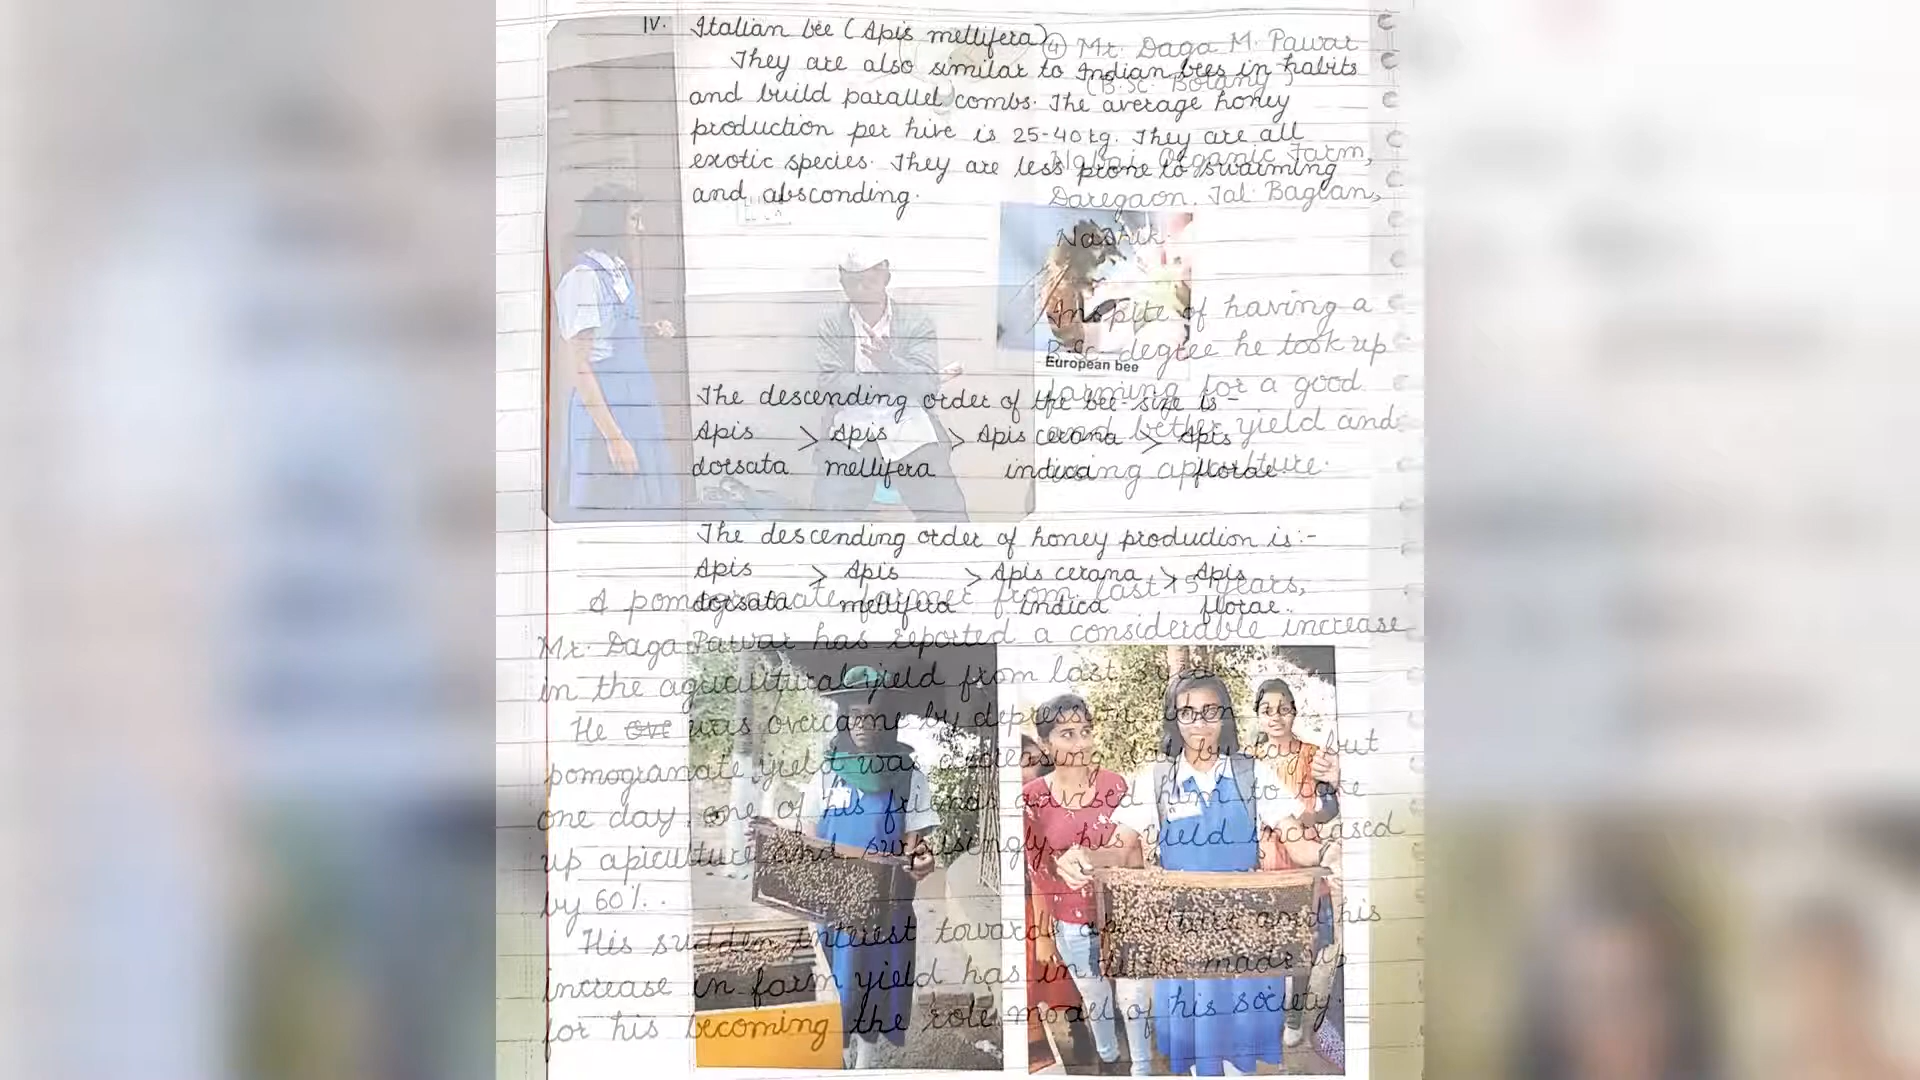 IV. Italian bee (Apis mellifera)
They are also similar to Indian bees in habits
and build parallel combs. The average honey
production per hive is 25-40 kg. They are all
exotic species. They are less prone to swarming
and absconding.
European bee
The descending order of the bee-size is -
Apis > Apis > Apis cerana > Apis
dorsata mellifera indica florae
The descending order of honey production is:-
Apis > Apis > Apis cerana > Apis
dorsata mellifera indica florae.
④ Mr. Daga M. Pawar
(B.Sc. Botany)
Organic Farm,
Daregaon. Tal. Baglan,
Nashik.
Inspite of having a
B.Sc. degree he took up
farming for a good
and yield and
apiculture.
A pomogranate farmer from last 15 years,
Mr. Daga Pawar has reported a considerable increase
in the agricultural yield from last 3 years.
He was overcame by depression when his
pomogranate yield was decreasing day by day, but
one day, one of his friends advised him to take
up apiculture and surprisingly, his yield increased
by 60%.
His sudden interest towards apiculture and his
increase in farm yield has in turn made up
for his becoming the role model of his society.